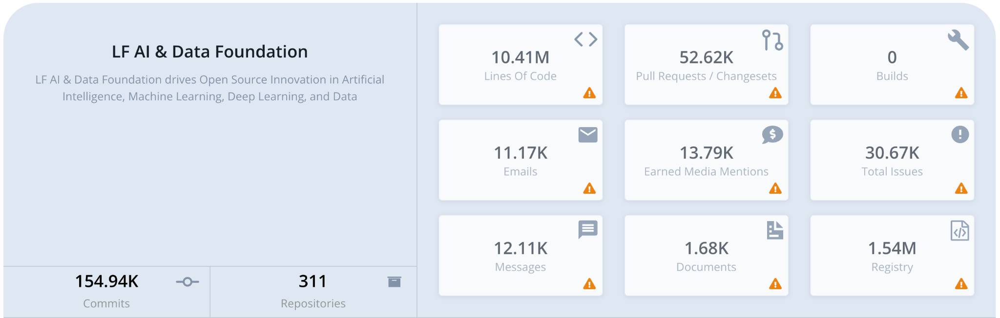 LF AI & Data Foundation
LF AI & Data Foundation drives Open Source Innovation in Artificial
Intelligence, Machine Learning, Deep Learning, and Data
154.94K
Commits
311
Repositories
10.41M
Lines Of Code
52.62K
Pull Requests / Changesets
0
Builds
11.17K
Emails
13.79K
Earned Media Mentions
30.67K
Total Issues
12.11K
Messages
1.68K
Documents
1.54M
Registry